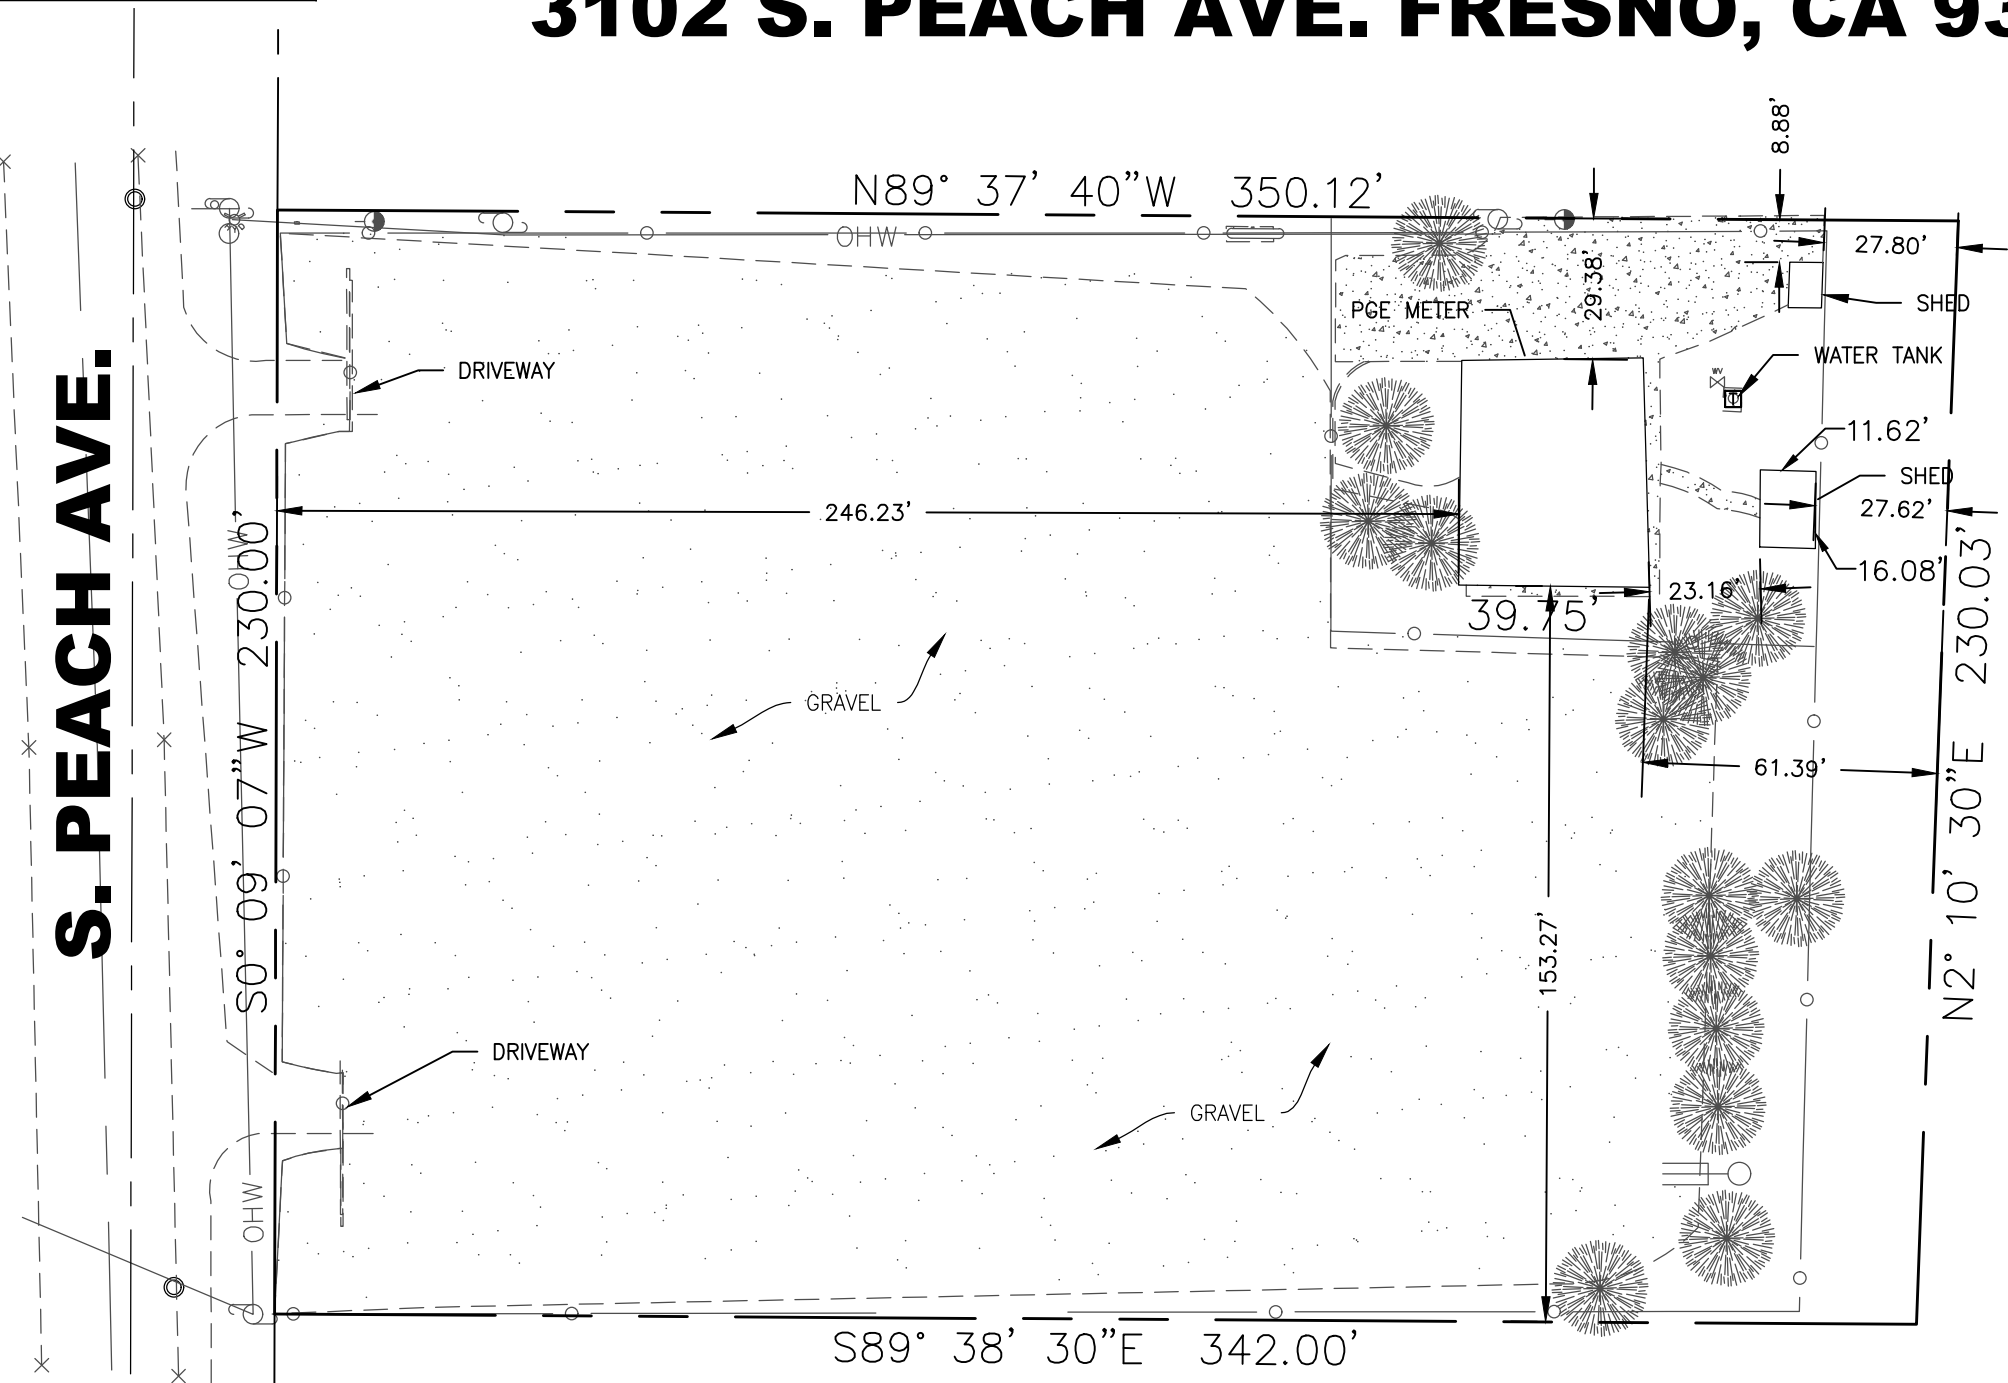 3102 S. PEACH AVE. FRESNO, CA 93
8.88'
N89° 37' 40"W 350.12'
OHW
27.80'
29.38'
PGE METER
SHED
DRIVEWAY
WATER TANK
WV
T
11.62'
SHED
246.23'
27.62'
S. PEACH AVE.
OHW
16.08'
23.16'
39.75'
GRAVEL
S0° 09' 07"W 230.00'
61.39'
N2° 10' 30"E 230.03'
153.27'
DRIVEWAY
GRAVEL
OHW
S89° 38' 30"E 342.00'